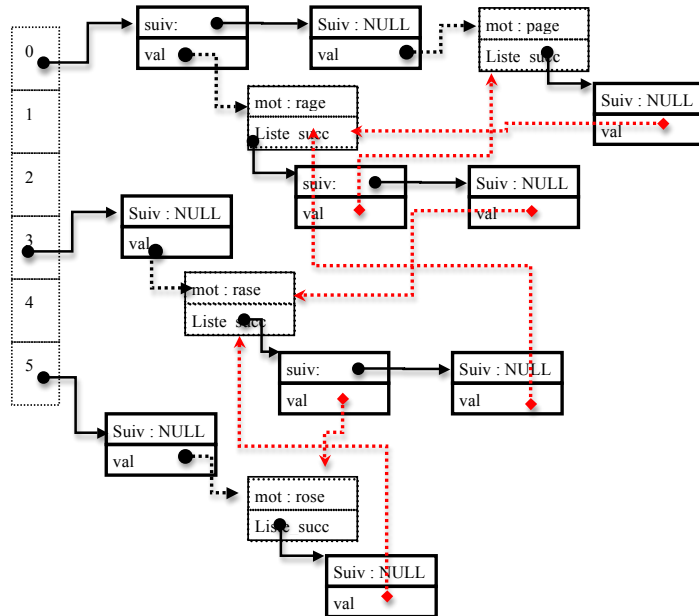 0
suiv:
val
Suiv : NULL
val
mot : page
Liste succ
1
mot : rage
Liste succ
Suiv : NULL
val
2
suiv:
val
Suiv : NULL
val
3
Suiv : NULL
val
4
mot : rase
Liste succ
5
suiv:
val
Suiv : NULL
val
Suiv : NULL
val
mot : rose
Liste succ
Suiv : NULL
val